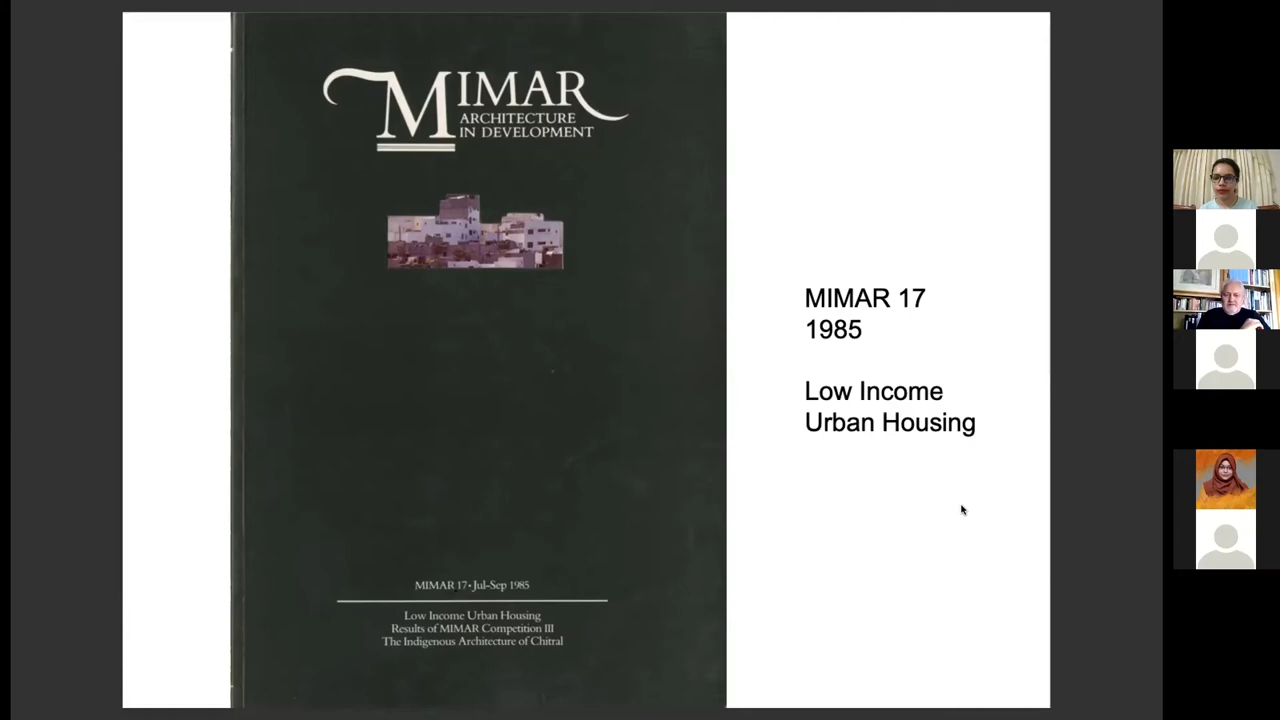 MIMAR
ARCHITECTURE
IN DEVELOPMENT
MIMAR 17
1985
Low Income
Urban Housing
MIMAR 17 • Jul-Sep 1985
Low Income Urban Housing
Results of MIMAR Competition III
The Indigenous Architecture of Chitral